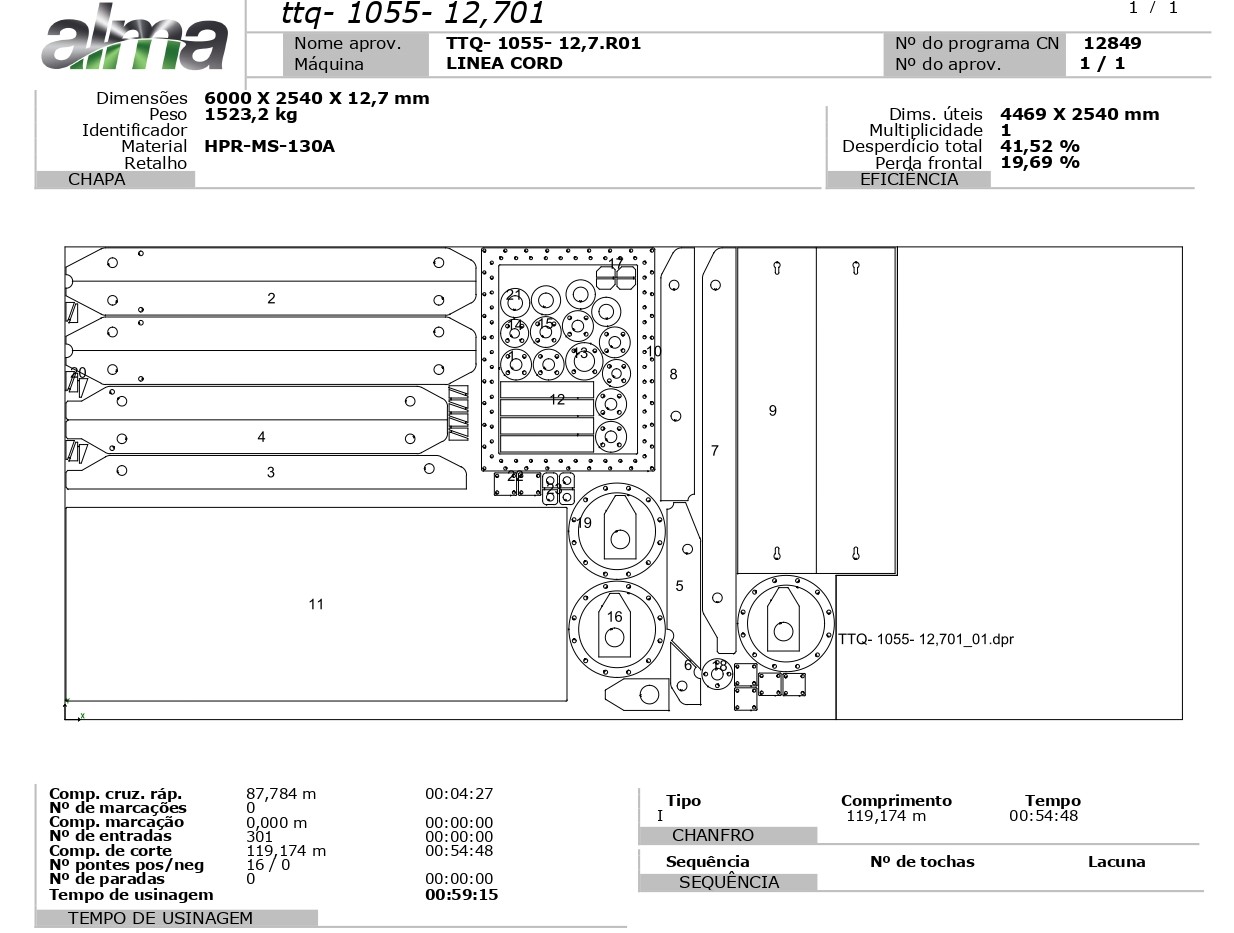 alma
ttq- 1055- 12,701
1 / 1
Nome aprov. TTQ- 1055- 12,7.R01
Nº do programa CN 12849
Máquina LINEA CORD
Nº do aprov. 1 / 1
Dimensões 6000 X 2540 X 12,7 mm
Peso 1523,2 kg
Identificador
Material HPR-MS-130A
Retalho
CHAPA
Dims. úteis 4469 X 2540 mm
Multiplicidade 1
Desperdício total 41,52 %
Perda frontal 19,69 %
EFICIÊNCIA
17
2
21
14 15
10
1 13
8
20
12
9
4
7
3
22
23
19
5
11
16
TTQ- 1055- 12,701_01.dpr
6 18
x
Comp. cruz. ráp. 87,784 m 00:04:27
Nº de marcações 0
Comp. marcação 0,000 m 00:00:00
Nº de entradas 301 00:00:00
Comp. de corte 119,174 m 00:54:48
Nº pontes pos/neg 16 / 0
Nº de paradas 0 00:00:00
Tempo de usinagem 00:59:15
TEMPO DE USINAGEM
Tipo Comprimento Tempo
I 119,174 m 00:54:48
CHANFRO
Sequência Nº de tochas Lacuna
SEQUÊNCIA